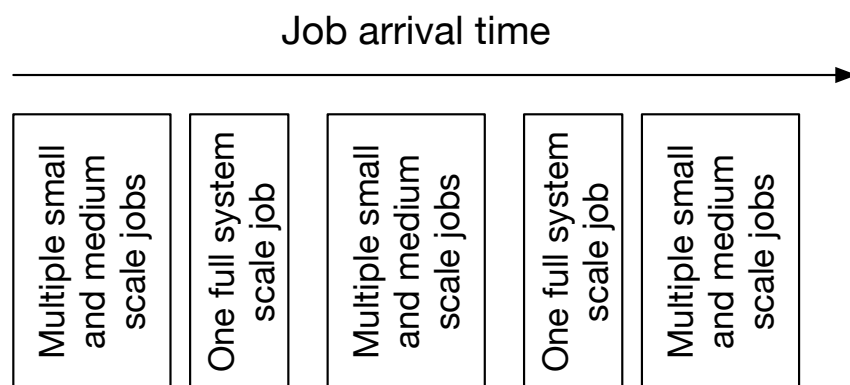 Job arrival time
Multiple small
and medium
scale jobs
One full system
scale job
Multiple small
and medium
scale jobs
One full system
scale job
Multiple small
and medium
scale jobs